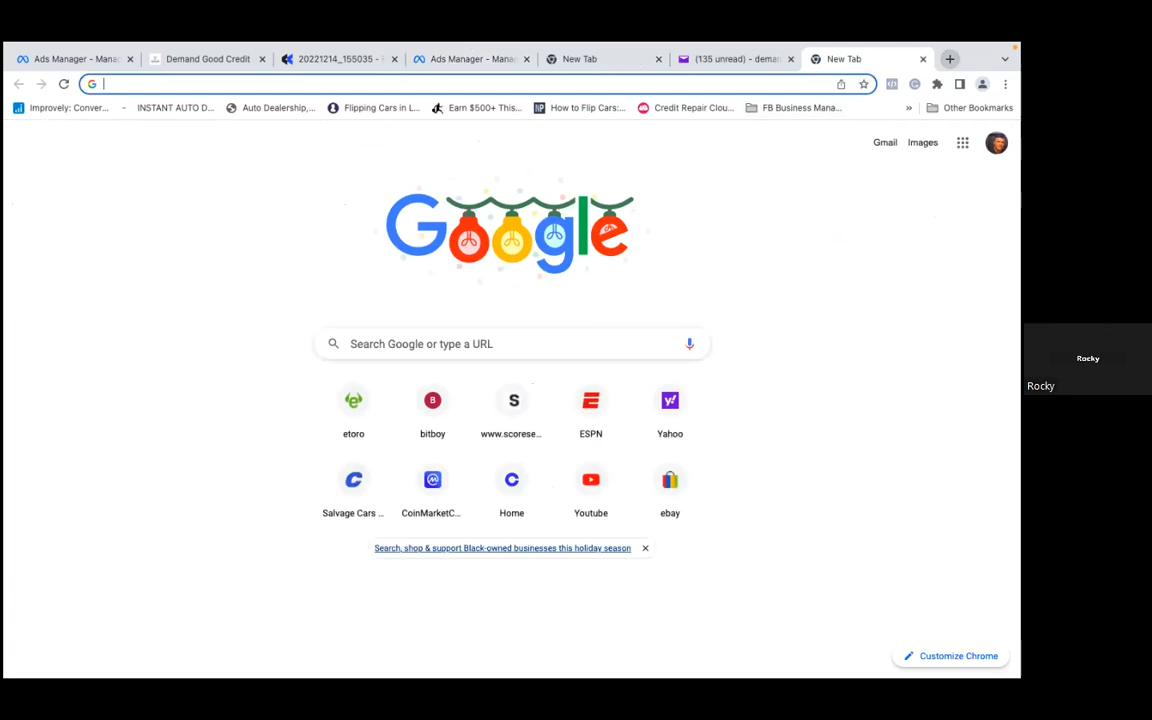 Ads Manager - Manag
Demand Good Credit
20221214_155035 -
Ads Manager - Manag
New Tab
(135 unread) - deman
New Tab
Improvely: Conver...
INSTANT AUTO D...
Auto Dealership,...
Flipping Cars in L...
Earn $500+ This...
How to Flip Cars:...
Credit Repair Clou...
FB Business Mana...
»
Other Bookmarks
Gmail
Images
Google
Search Google or type a URL
etoro
bitboy
www.scorese...
ESPN
Yahoo
Salvage Cars ...
CoinMarketC...
Home
Youtube
ebay
Search, shop & support Black-owned businesses this holiday season
Customize Chrome
Rocky
Rocky